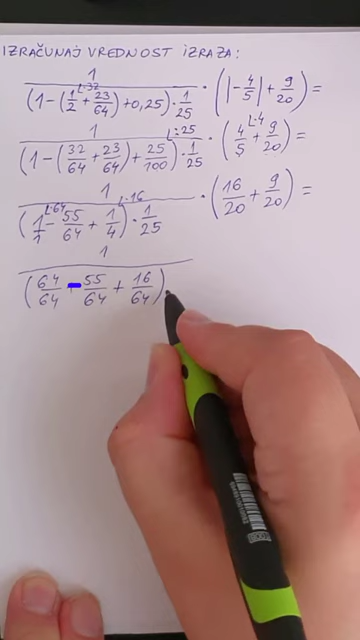 IZRAČUNAJ VREDNOST IZRAZA:
1/((1-(1/2+23/64)+0,25)·1/25)·(|-4/5|+9/20)=
1/((1-(32/64+23/64)+25/100)·1/25)·(4/5+9/20)=
1/((1/1-55/64+1/4)·1/25)·(16/20+9/20)=
1/(64/64-55/64+16/64)